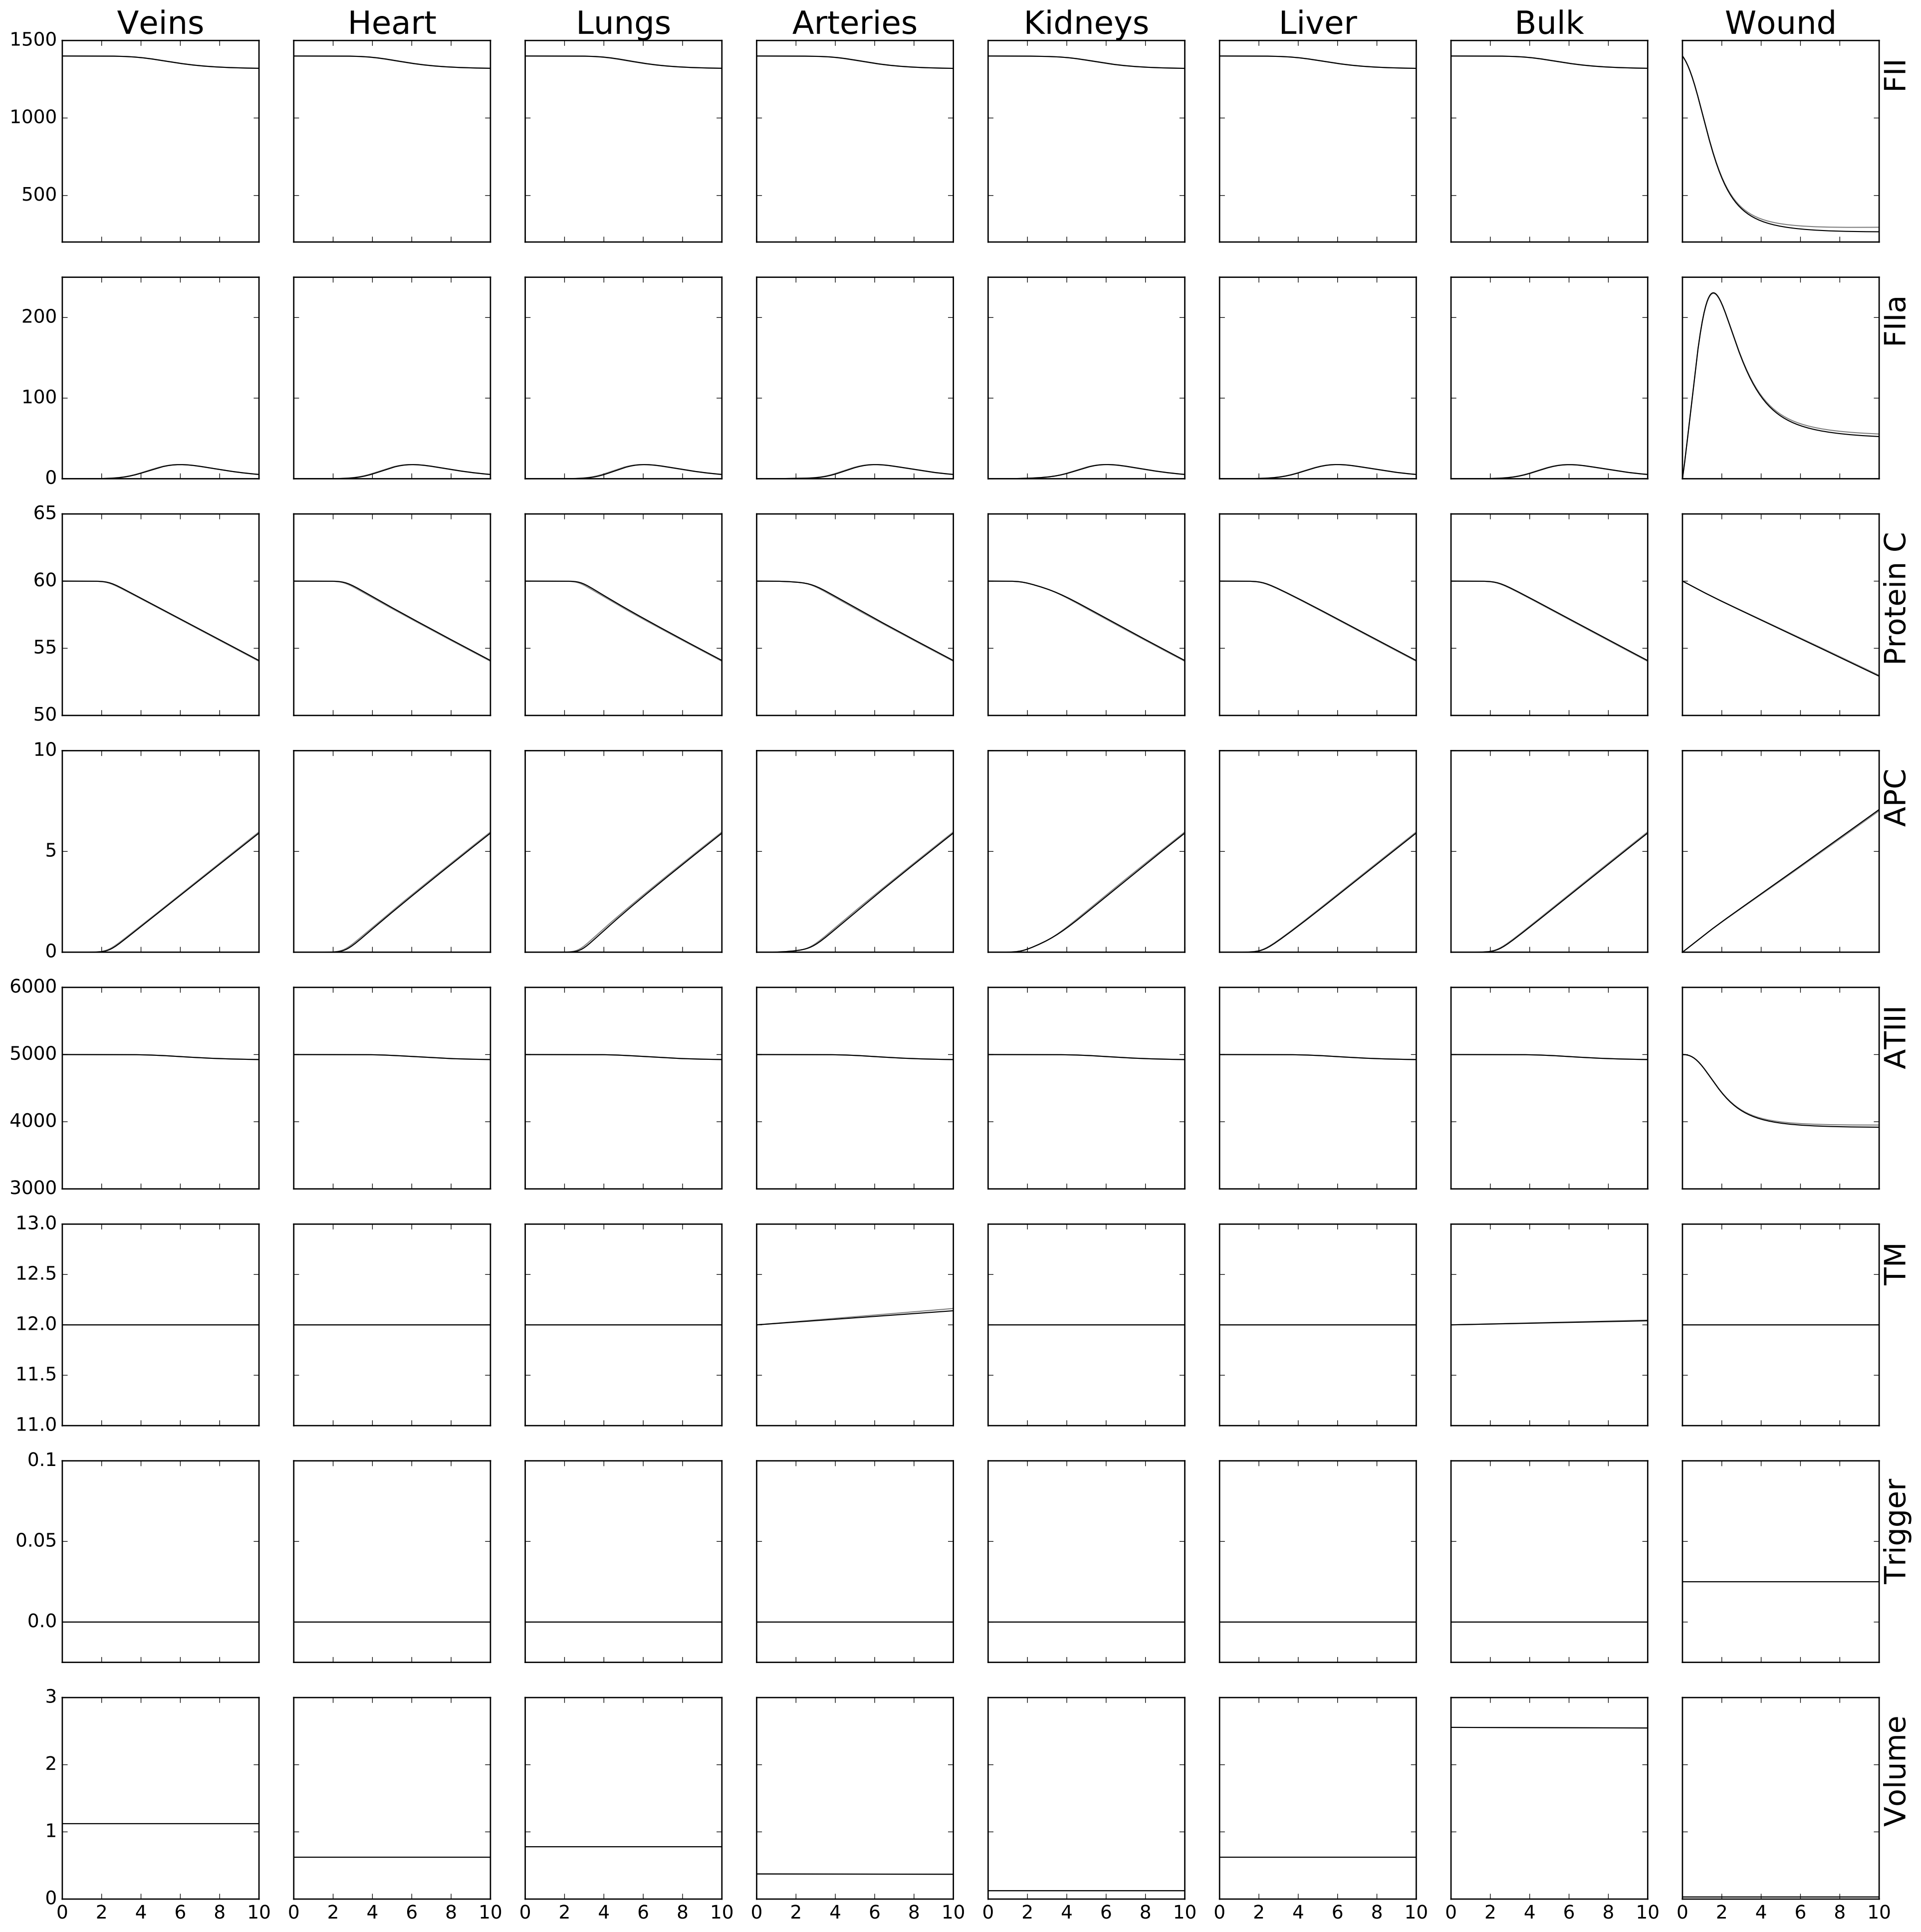 Veins Heart Lungs Arteries Kidneys Liver Bulk Wound
1500
1000
500
FII
200
100
0
FIIa
65
60
55
50
Protein C
10
5
0
APC
6000
5000
4000
3000
ATIII
13.0
12.5
12.0
11.5
11.0
TM
0.1
0.05
0.0
Trigger
3
2
1
0
Volume
0 2 4 6 8 10 0 2 4 6 8 10 0 2 4 6 8 10 0 2 4 6 8 10 0 2 4 6 8 10 0 2 4 6 8 10 0 2 4 6 8 10 0 2 4 6 8 10